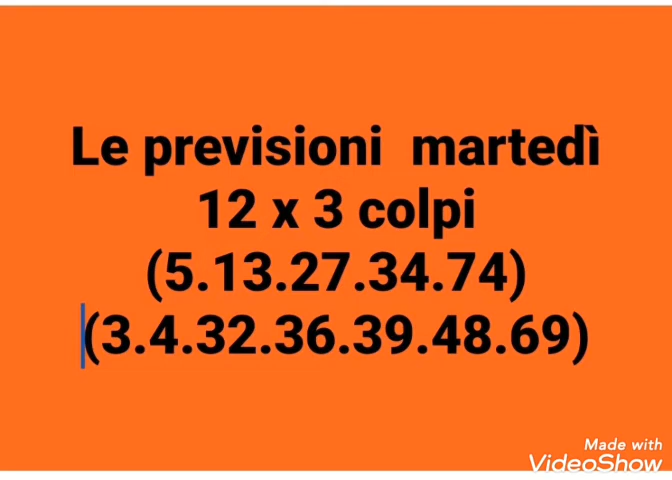 Le previsioni martedì
12 x 3 colpi
(5.13.27.34.74)
(3.4.32.36.39.48.69)
Made with
VideoShow